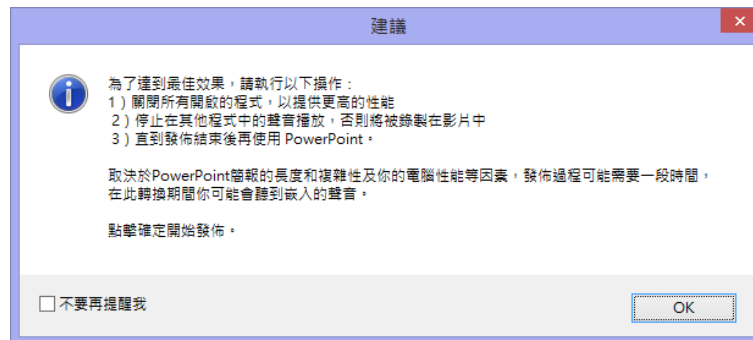 建議
為了達到最佳效果，請執行以下操作：
1）關閉所有開啟的程式，以提供更高的性能
2）停止在其他程式中的聲音播放，否則將被錄製在影片中
3）直到發佈結束後再使用 PowerPoint。
取決於PowerPoint簡報的長度和複雜性及你的電腦性能等因素，發佈過程可能需要一段時間，
在此轉換期間你可能會聽到嵌入的聲音。
點擊確定開始發佈。
不要再提醒我
OK